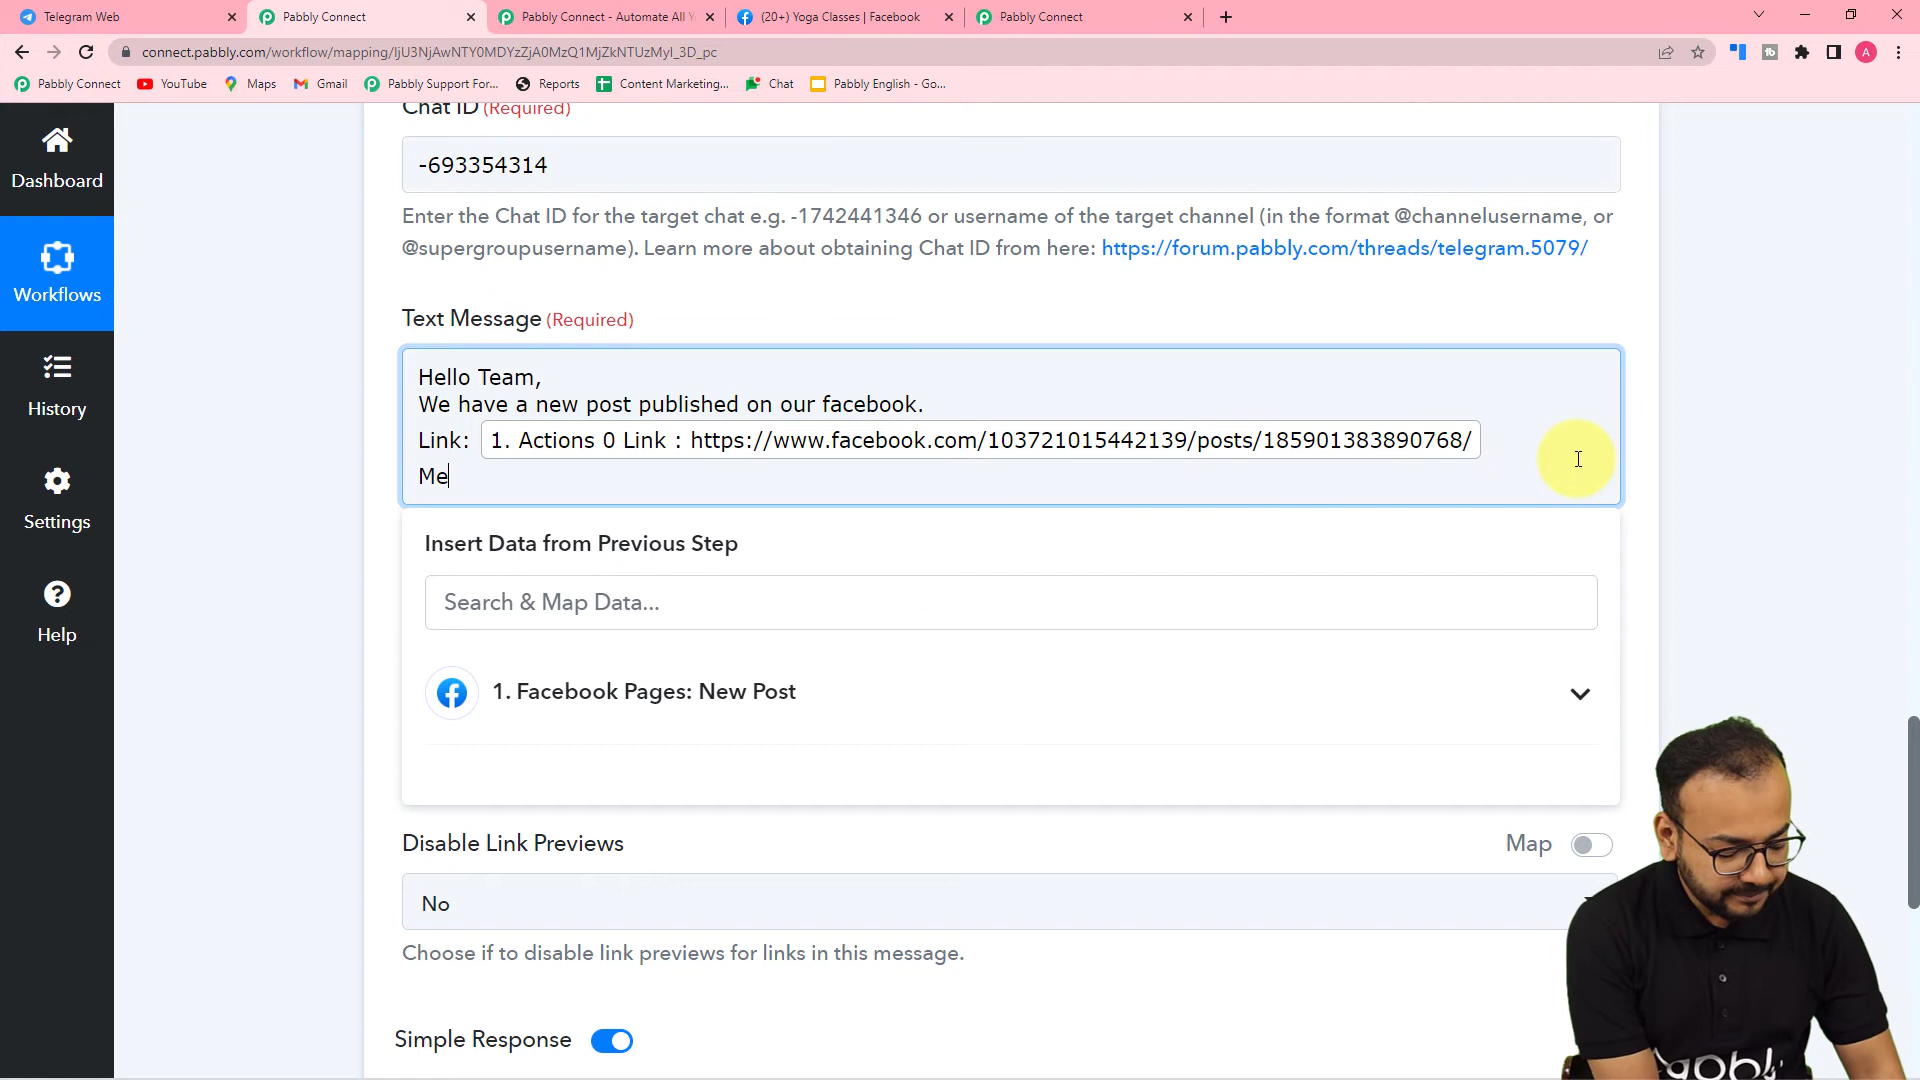 Telegram Web
Pabbly Connect
Pabbly Connect - Automate All Y
(20+) Yoga Classes | Facebook
Pabbly Connect
connect.pabbly.com/workflow/mapping/IjU3NjAwNTY0MDYzZjA0MzQ1MjZkNTUzMyI_3D_pc
A
Pabbly Connect
YouTube
Maps
Gmail
Pabbly Support For...
Reports
Content Marketing...
Chat
Pabbly English - Go...
Dashboard
Workflows
History
Settings
Help
Chat ID (Required)
-693354314
Enter the Chat ID for the target chat e.g. -1742441346 or username of the target channel (in the format @channelusername, or
@supergroupusername). Learn more about obtaining Chat ID from here: https://forum.pabbly.com/threads/telegram.5079/
Text Message (Required)
Hello Team,
We have a new post published on our facebook.
Link: 1. Actions 0 Link : https://www.facebook.com/103721015442139/posts/185901383890768/
Me
Insert Data from Previous Step
Search & Map Data...
1. Facebook Pages: New Post
Disable Link Previews
Map
No
Choose if to disable link previews for links in this message.
Simple Response